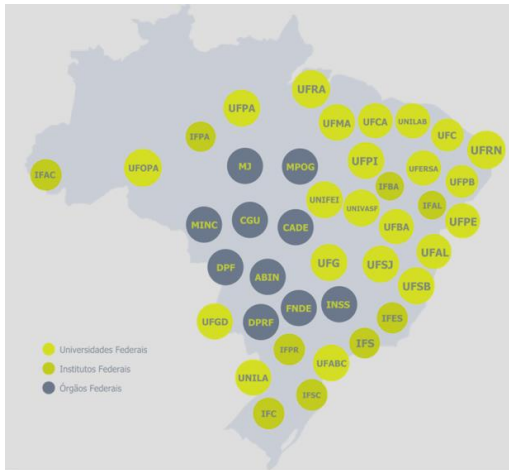 UFRA
UFPA
UFMA
UFCA
UNILAB
IFPA
UFC
UFRN
MJ
MPOG
UFPI
UFERSA
UFOPA
IFAC
IFBA
UFPB
UNIFEI
UNIVASF
IFAL
MINC
CGU
CADE
UFBA
UFPE
UFAL
DPF
ABIN
UFG
UFSJ
UFSB
FNDE
INSS
UFGD
DPRF
IFES
IFPR
IFS
UFABC
UNILA
IFSC
IFC
Universidades Federais
Institutos Federais
Órgãos Federais